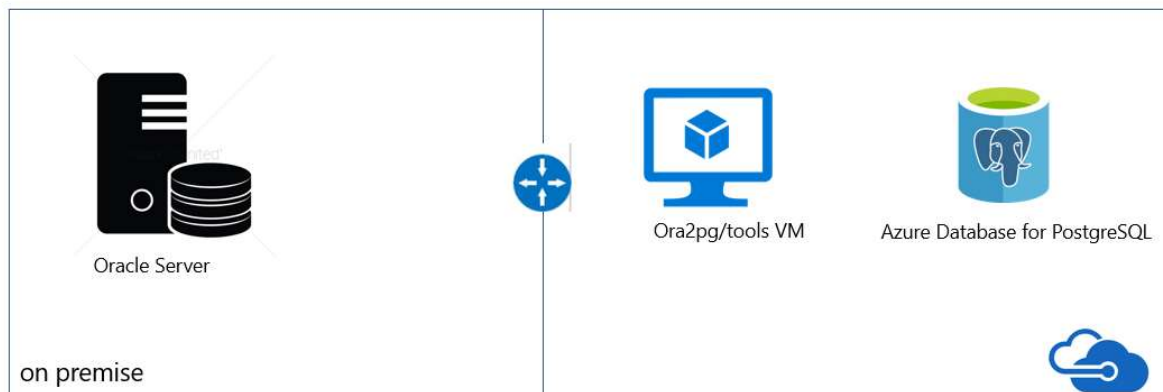 Oracle Server
Ora2pg/tools VM
Azure Database for PostgreSQL
on premise